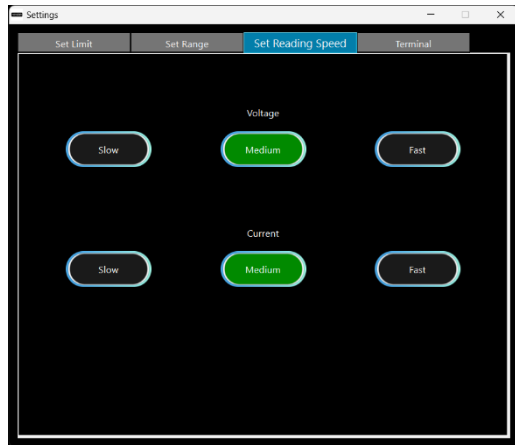 Settings
Set Limit Set Range Set Reading Speed Terminal
Voltage
Slow Medium Fast
Current
Slow Medium Fast